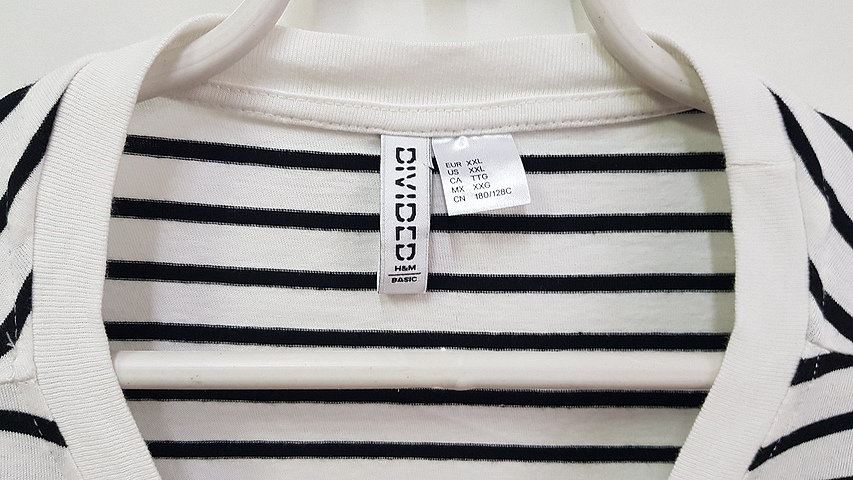 DIVIDED
H&M
BASIC
EUR XXL
US XXL
CA TTG
MX XXG
CN 180/128C